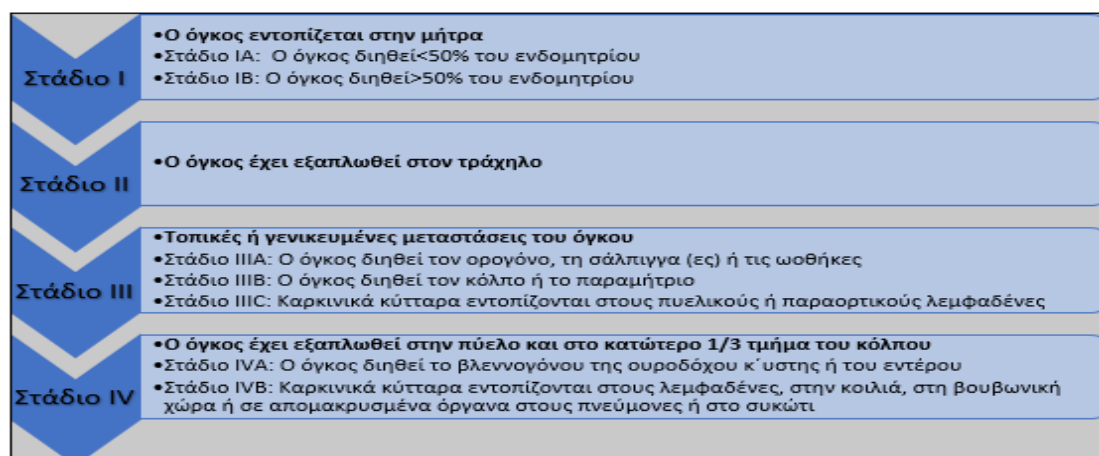 Στάδιο I
•Ο όγκος εντοπίζεται στην μήτρα
•Στάδιο IA: Ο όγκος διηθεί<50% του ενδομητρίου
•Στάδιο IB: Ο όγκος διηθεί>50% του ενδομητρίου
Στάδιο II
•Ο όγκος έχει εξαπλωθεί στον τράχηλο
Στάδιο III
•Τοπικές ή γενικευμένες μεταστάσεις του όγκου
•Στάδιο IIIA: Ο όγκος διηθεί τον ορογόνο, τη σάλπιγγα (ες) ή τις ωοθήκες
•Στάδιο IIIB: Ο όγκος διηθεί τον κόλπο ή το παραμήτριο
•Στάδιο IIIC: Καρκινικά κύτταρα εντοπίζονται στους πυελικούς ή παραορτικούς λεμφαδένες
Στάδιο IV
•Ο όγκος έχει εξαπλωθεί στην πύελο και στο κατώτερο 1/3 τμήμα του κόλπου
•Στάδιο IVA: Ο όγκος διηθεί το βλεννογόνου της ουροδόχου κ΄υστης ή του εντέρου
•Στάδιο IVB: Καρκινικά κύτταρα εντοπίζονται στους λεμφαδένες, στην κοιλιά, στη βουβωνική
χώρα ή σε απομακρυσμένα όργανα στους πνεύμονες ή στο συκώτι